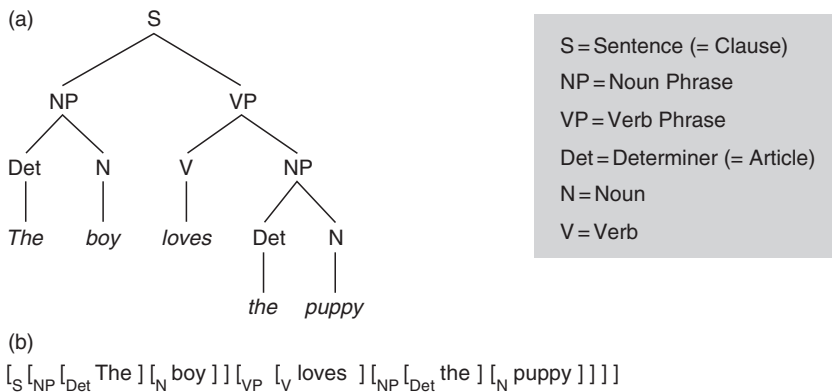 (a)
S
NP VP
Det N V NP
The boy loves Det N
the puppy
S = Sentence (= Clause)
NP = Noun Phrase
VP = Verb Phrase
Det = Determiner (= Article)
N = Noun
V = Verb
(b)
[S [NP [Det The ] [N boy ] ] [VP [V loves ] [NP [Det the ] [N puppy ] ] ] ]